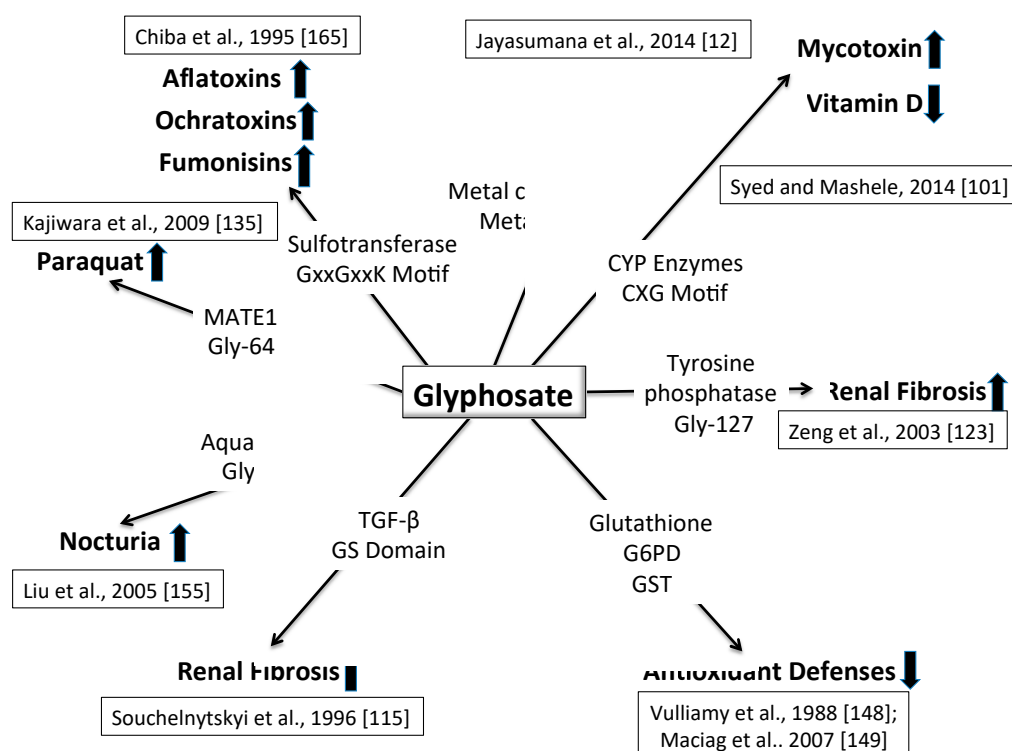 Chiba et al., 1995 [165]
Aflatoxins
Ochratoxins
Fumonisins
Jayasumana et al., 2014 [12]
Mycotoxin
Vitamin D
Syed and Mashele, 2014 [101]
Kajiwara et al., 2009 [135]
Paraquat
Sulfotransferase
GxxGxxK Motif
Metal
CYP Enzymes
CXG Motif
MATE1
Gly-64
Glyphosate
Tyrosine
phosphatase
Gly-127
Renal Fibrosis
Zeng et al., 2003 [123]
Aqua
Gly
Nocturia
Liu et al., 2005 [155]
TGF-β
GS Domain
Glutathione
G6PD
GST
Renal Fibrosis
Souchelnytskyi et al., 1996 [115]
Antioxidant Defenses
Vulliamy et al., 1988 [148];
Maciag et al.. 2007 [149]